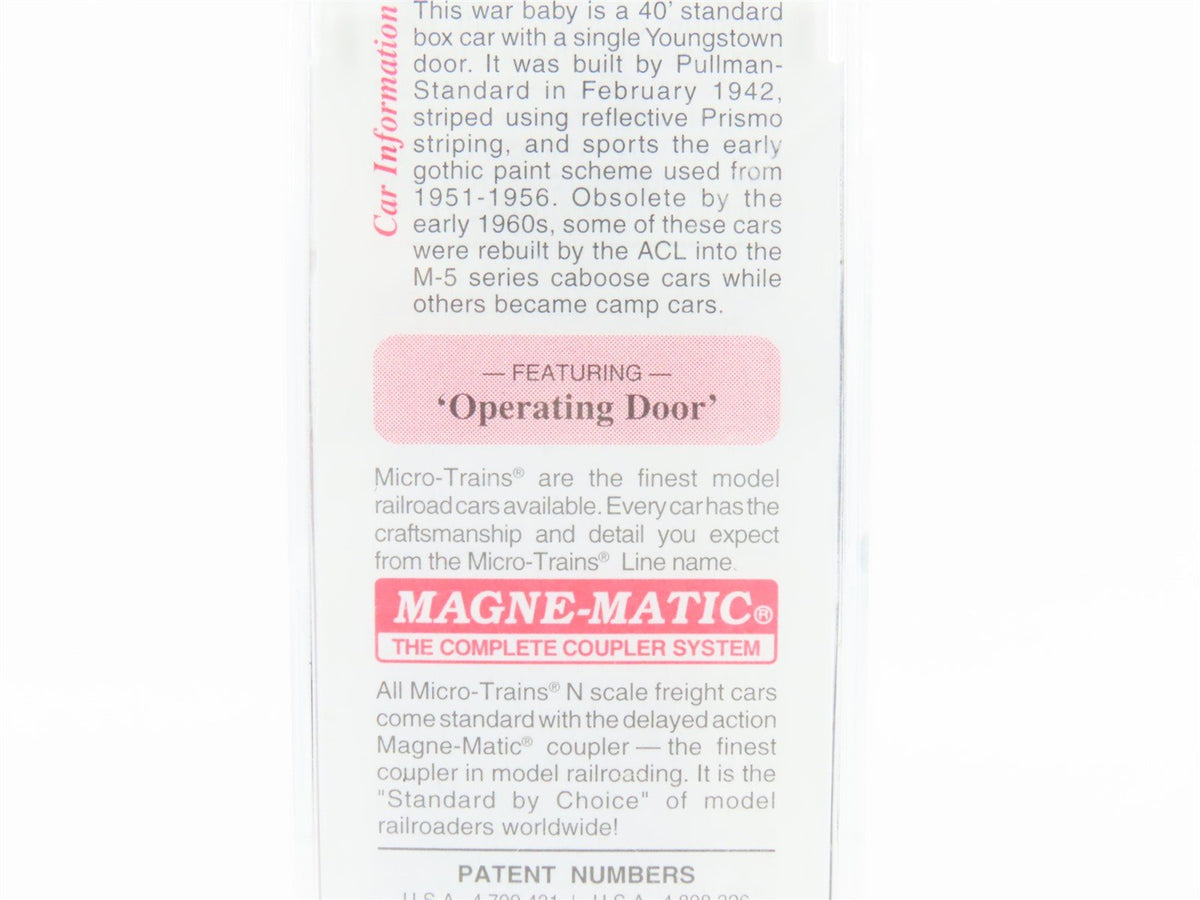 Car Information
This war baby is a 40' standard
box car with a single Youngstown
door. It was built by Pullman-
Standard in February 1942,
striped using reflective Prismo
striping, and sports the early
gothic paint scheme used from
1951-1956. Obsolete by the
early 1960s, some of these cars
were rebuilt by the ACL into the
M-5 series caboose cars while
others became camp cars.
— FEATURING —
‘Operating Door’
Micro-Trains® are the finest model
railroad cars available. Every car has the
craftsmanship and detail you expect
from the Micro-Trains® Line name.
MAGNE-MATIC®
THE COMPLETE COUPLER SYSTEM
All Micro-Trains® N scale freight cars
come standard with the delayed action
Magne-Matic® coupler — the finest
coupler in model railroading. It is the
"Standard by Choice" of model
railroaders worldwide!
PATENT NUMBERS
U.S.A. U.S.A.